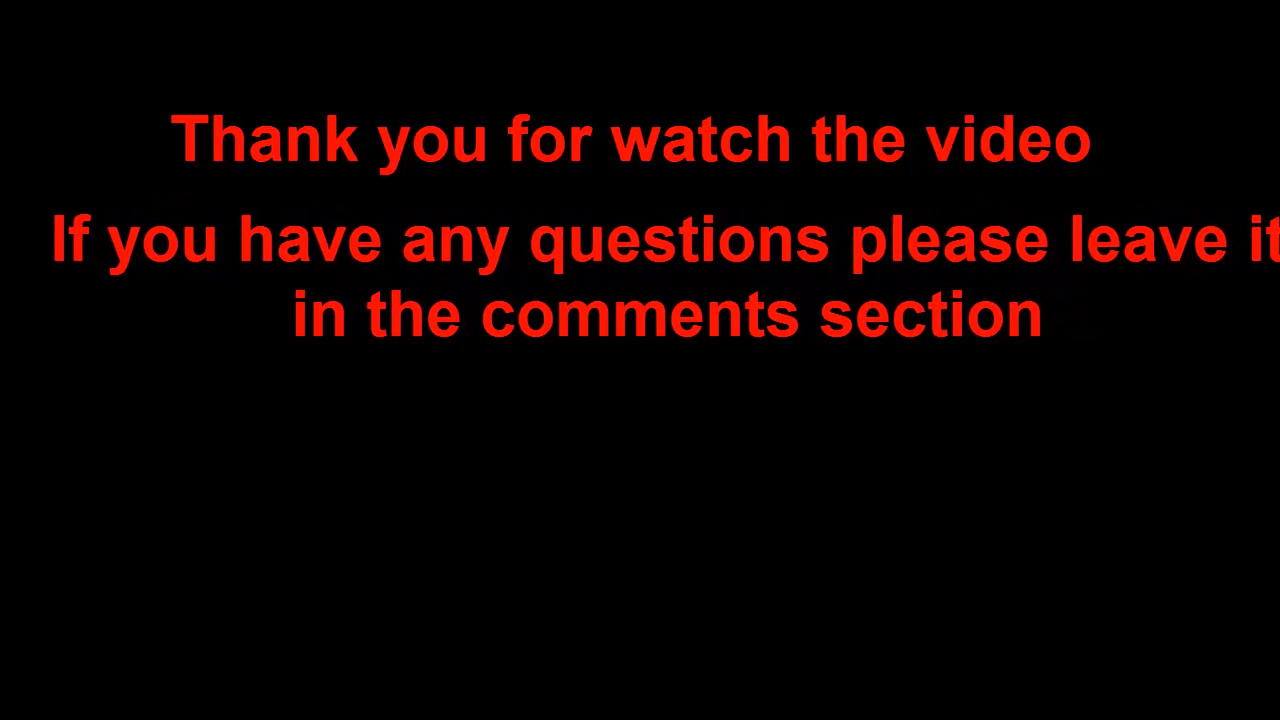 Thank you for watch the video
If you have any questions please leave it
in the comments section